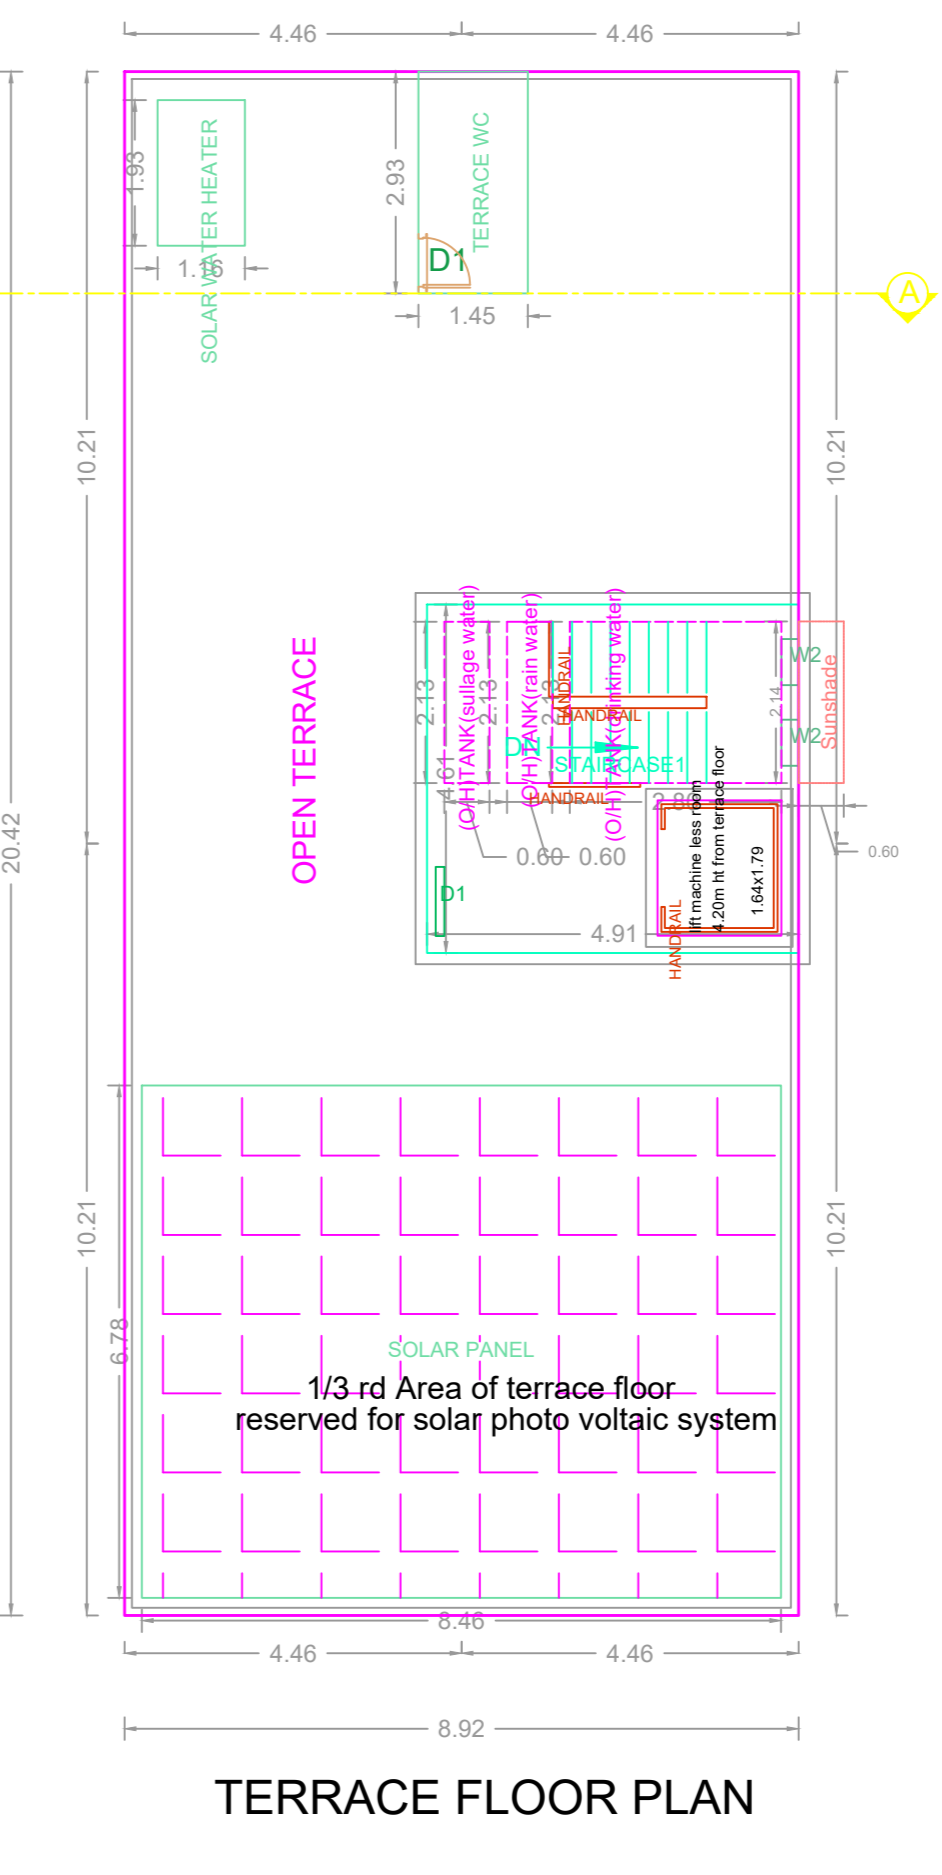 4.46
4.46
1.93
SOLAR WATER HEATER
1.16
2.93
TERRACE WC
D1
1.45
A
10.21
10.21
20.42
OPEN TERRACE
(O/H)TANK(sullage water)
(O/H)TANK(rain water)
(O/H)TANK(drinking water)
2.13
2.13
2.13
HANDRAIL
HANDRAIL
2.14
W2
W2
Sunshade
DN
STAIRCASE1
4.61
HANDRAIL
0.60
0.60
0.60
lift machine less room
4.20m ht from terrace floor
1.64x1.79
HANDRAIL
D1
4.91
10.21
10.21
6.78
SOLAR PANEL
1/3 rd Area of terrace floor
reserved for solar photo voltaic system
8.46
4.46
4.46
8.92
TERRACE FLOOR PLAN